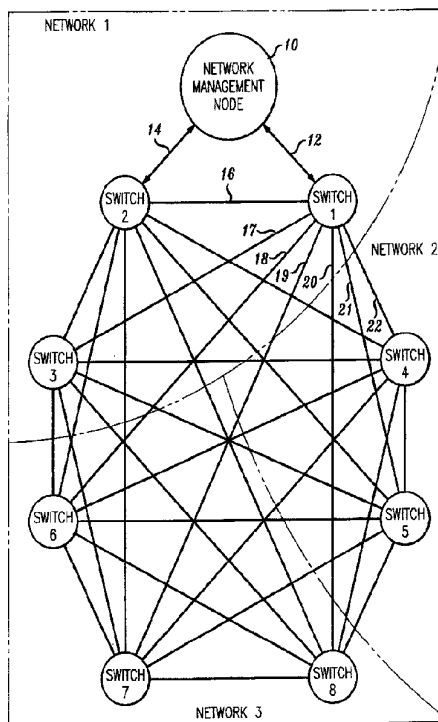 NETWORK 1
10
NETWORK
MANAGEMENT
NODE
14
12
16
SWITCH
2
SWITCH
1
17
18
19
20
NETWORK 2
21
22
SWITCH
3
SWITCH
4
SWITCH
6
SWITCH
5
SWITCH
7
SWITCH
8
NETWORK 3